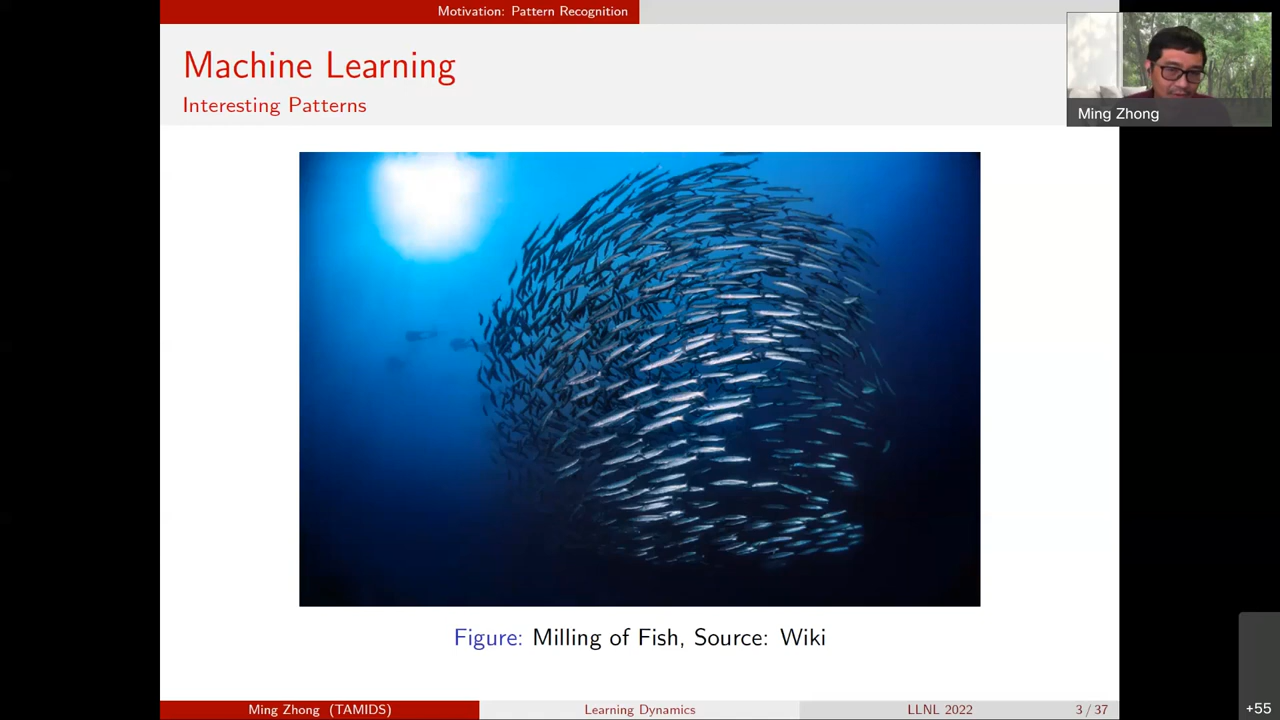 Motivation: Pattern Recognition
Machine Learning
Interesting Patterns
Ming Zhong
Figure: Milling of Fish, Source: Wiki
Ming Zhong (TAMIDS)
Learning Dynamics
LLNL 2022
3 / 37
+55